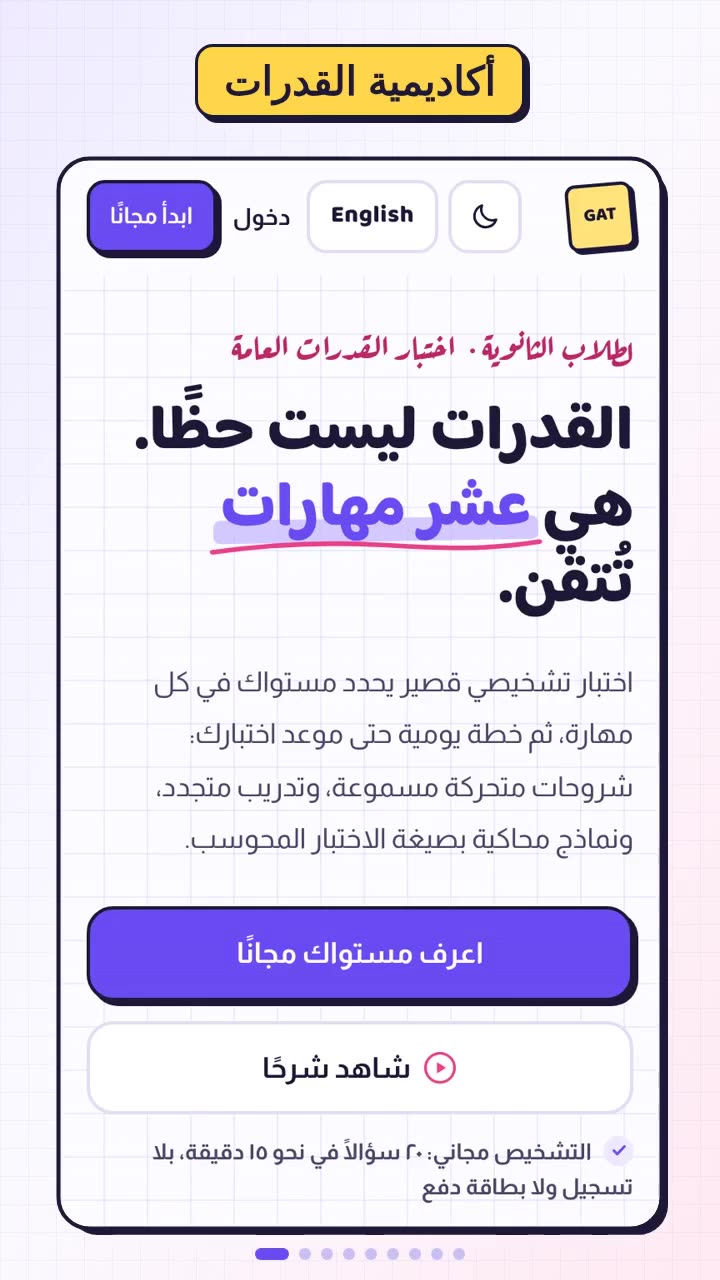 أكاديمية القدرات
GAT
English
دخول
ابدأ مجانًا
لطلاب الثانوية · اختبار القدرات العامة
القدرات ليست حظًّا.
هي عشر مهارات
تُتقن.
اختبار تشخيصي قصير يحدد مستواك في كل
مهارة، ثم خطة يومية حتى موعد اختبارك:
شروحات متحركة مسموعة، وتدريب متجدد،
ونماذج محاكية بصيغة الاختبار المحوسب.
اعرف مستواك مجانًا
شاهد شرحًا
التشخيص مجاني: ٢٠ سؤالًا في نحو ١٥ دقيقة، بلا
تسجيل ولا بطاقة دفع